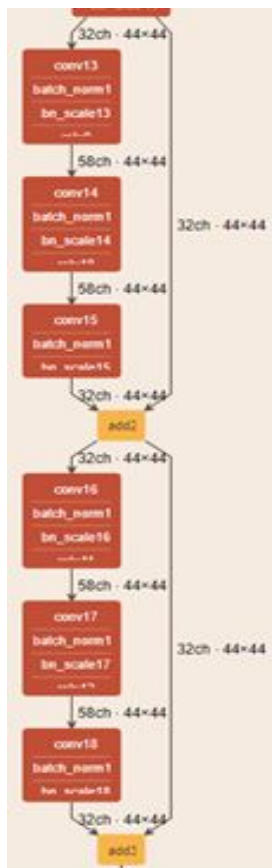 32ch · 44×44
conv13
batch_norm1
bn_scale13
58ch · 44×44
conv14
batch_norm1
bn_scale14
32ch · 44×44
58ch · 44×44
conv15
batch_norm1
bn_scale15
32ch · 44×44
add2
32ch · 44×44
conv16
batch_norm1
bn_scale16
58ch · 44×44
conv17
batch_norm1
bn_scale17
32ch · 44×44
58ch · 44×44
conv18
batch_norm1
bn_scale18
32ch · 44×44
add3